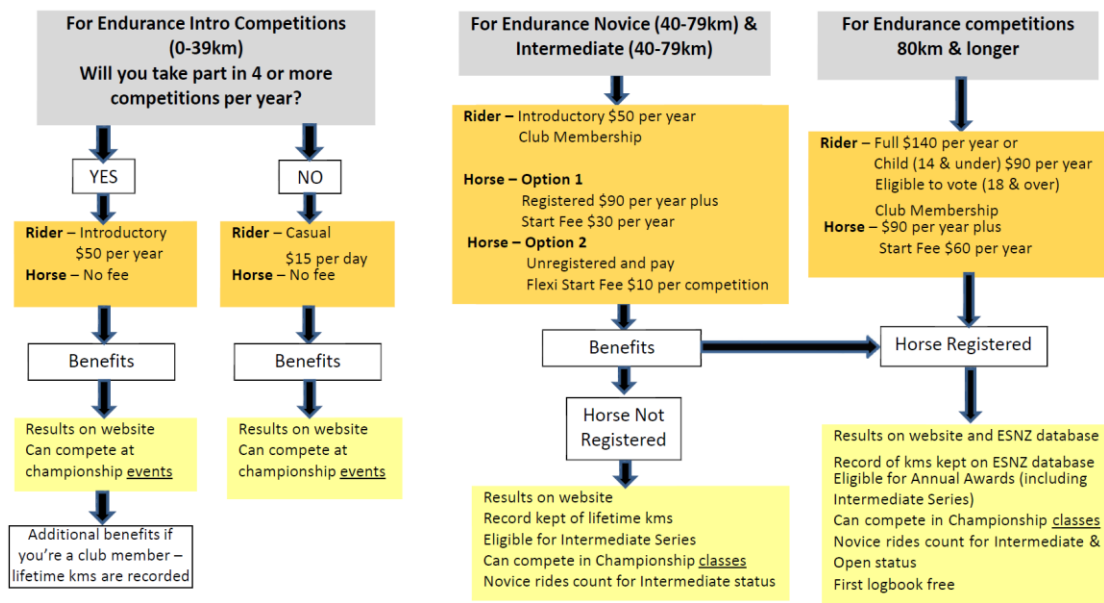 For Endurance Intro Competitions
(0-39km)
Will you take part in 4 or more
competitions per year?
YES
NO
Rider – Introductory
$50 per year
Horse – No fee
Rider – Casual
$15 per day
Horse – No fee
Benefits
Benefits
Results on website
Can compete at
championship events
Results on website
Can compete at
championship events
Additional benefits if
you're a club member –
lifetime kms are recorded
For Endurance Novice (40-79km) &
Intermediate (40-79km)
Rider – Introductory $50 per year
Club Membership
Horse – Option 1
Registered $90 per year plus
Start Fee $30 per year
Horse – Option 2
Unregistered and pay
Flexi Start Fee $10 per competition
Benefits
Horse Not
Registered
Results on website
Record kept of lifetime kms
Eligible for Intermediate Series
Can compete in Championship classes
Novice rides count for Intermediate status
For Endurance competitions
80km & longer
Rider – Full $140 per year or
Child (14 & under) $90 per year
Eligible to vote (18 & over)
Club Membership
Horse – $90 per year plus
Start Fee $60 per year
Horse Registered
Results on website and ESNZ database
Record of kms kept on ESNZ database
Eligible for Annual Awards (including
Intermediate Series)
Can compete in Championship classes
Novice rides count for Intermediate &
Open status
First logbook free